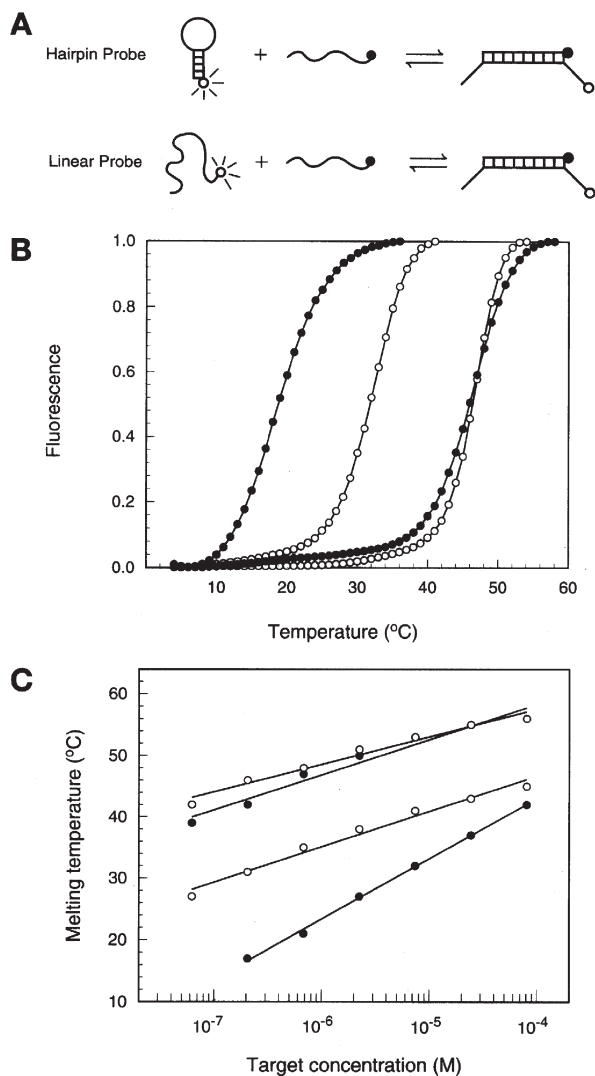 A
Hairpin Probe
+
Linear Probe
+
B
1.0
0.8
0.6
0.4
0.2
0.0
Fluorescence
10 20 30 40 50 60
Temperature (ºC)
C
60
50
40
30
20
10
Melting temperature (ºC)
10-7 10-6 10-5 10-4
Target concentration (M)